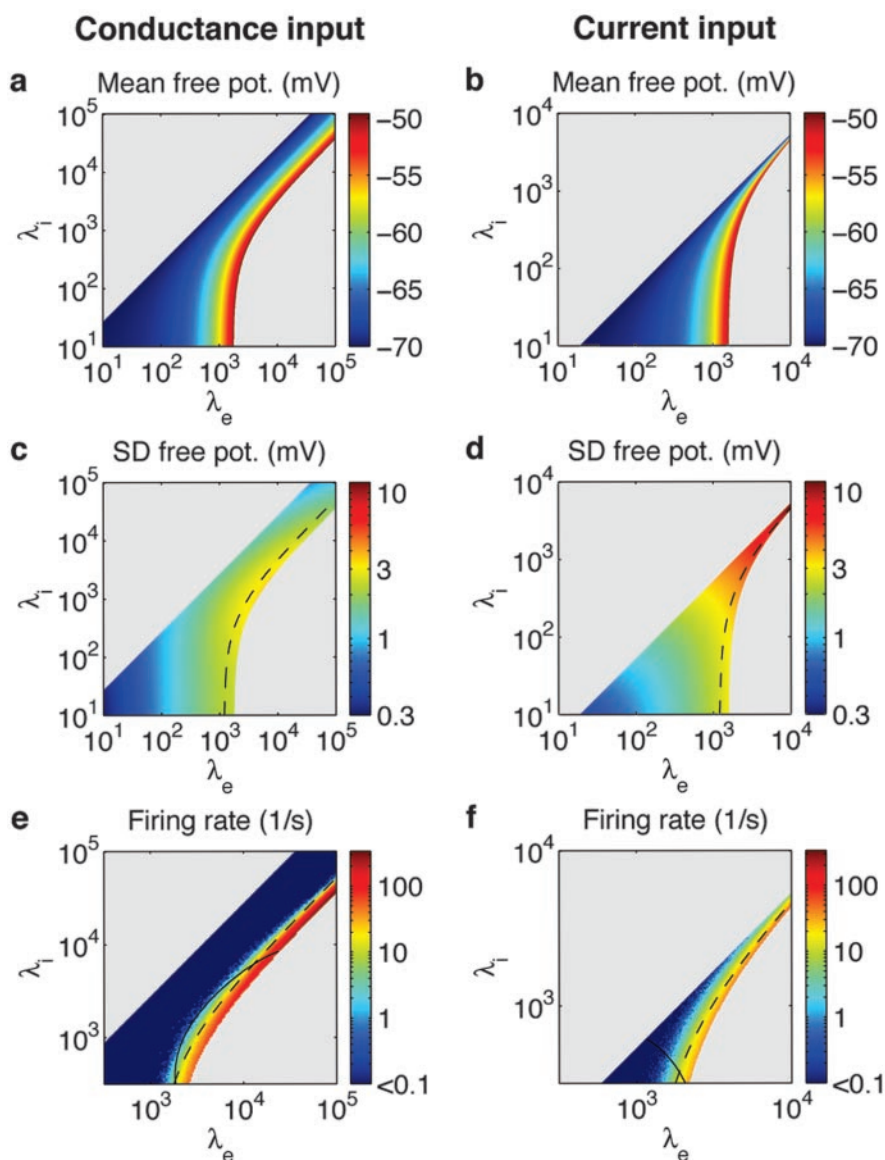 Conductance input
Current input
a
Mean free pot. (mV)
10^5
10^4
10^3
10^2
10^1
λ_i
10^1 10^2 10^3 10^4 10^5
λ_e
−50
−55
−60
−65
−70
b
Mean free pot. (mV)
10^4
10^3
10^2
10^1
λ_i
10^1 10^2 10^3 10^4
λ_e
−50
−55
−60
−65
−70
c
SD free pot. (mV)
10^5
10^4
10^3
10^2
10^1
λ_i
10^1 10^2 10^3 10^4 10^5
λ_e
10
3
1
0.3
d
SD free pot. (mV)
10^4
10^3
10^2
10^1
λ_i
10^1 10^2 10^3 10^4
λ_e
10
3
1
0.3
e
Firing rate (1/s)
10^5
10^4
10^3
λ_i
10^3 10^4 10^5
λ_e
100
10
1
<0.1
f
Firing rate (1/s)
10^4
10^3
λ_i
10^3 10^4
λ_e
100
10
1
<0.1